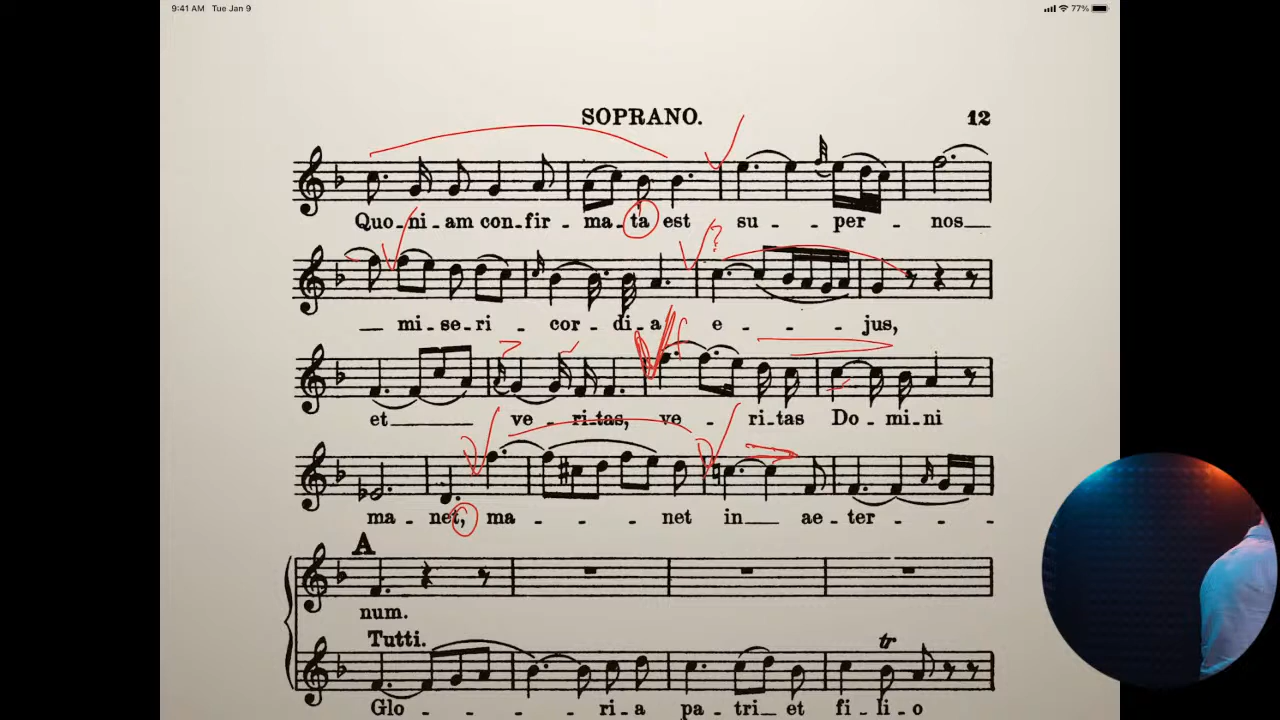 9:41 AM Tue Jan 9
77%
SOPRANO. 12
Quo-ni-am con-fir-ma-ta est su-per-nos
mi-se-ri-cor-di-a e-jus,
?
f
et ve-ri-tas, ve-ri-tas Do-mi-ni
ma-net, ma-net in ae-ter-
A
num.
Tutti.
tr
Glo-ri-a pa-tri et fi-li-o